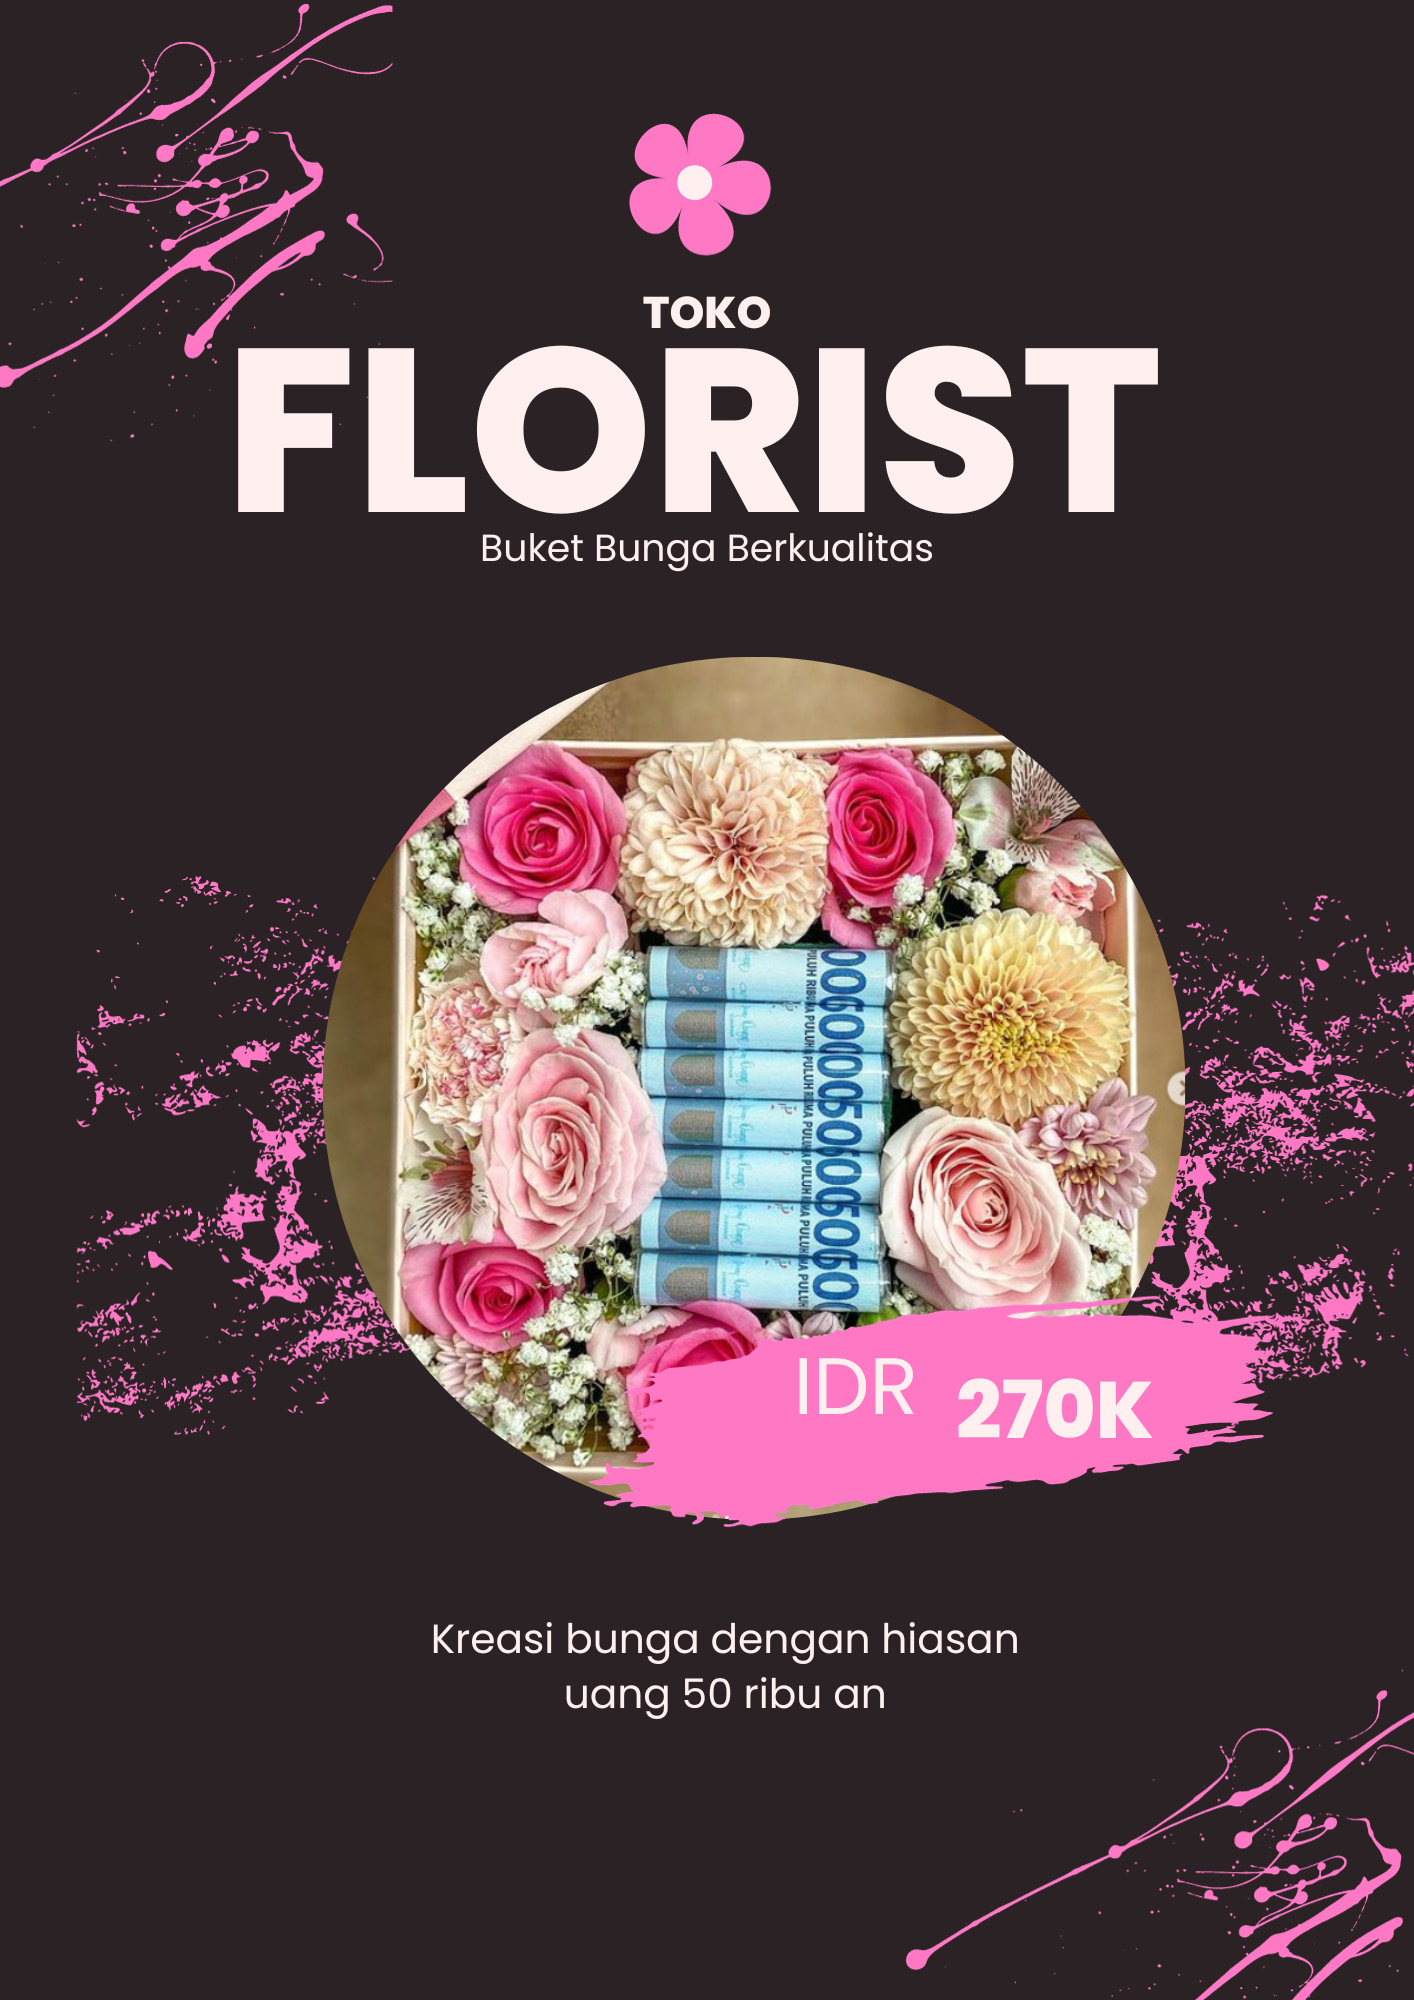 TOKO
FLORIST
Buket Bunga Berkualitas
IDR 270K
Kreasi bunga dengan hiasan
uang 50 ribu an